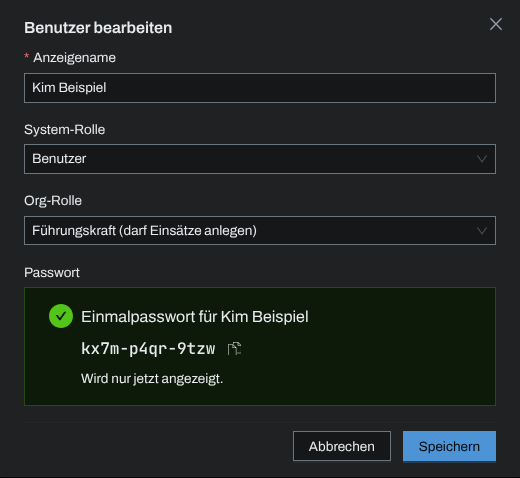 Benutzer bearbeiten
* Anzeigename
Kim Beispiel
System-Rolle
Benutzer
Org-Rolle
Führungskraft (darf Einsätze anlegen)
Passwort
Einmalpasswort für Kim Beispiel
kx7m-p4qr-9tzw
Wird nur jetzt angezeigt.
Abbrechen
Speichern